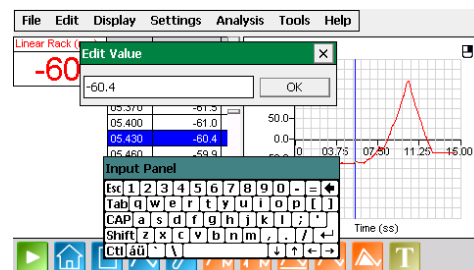 File Edit Display Settings Analysis Tools Help
Linear Rack (
-60
Edit Value
-60.4
OK
05.370 -61.5
05.400 -61.0
05.430 -60.4
05.460 -59.9
50.0
0.0
0 03.75 07.50 11.25 15.00
Time (ss)
Input Panel
Esc 1 2 3 4 5 6 7 8 9 0 - =
Tab q w e r t y u i o p [ ]
CAP a s d f g h j k l ; '
Shift z x c v b n m , . /
Ctl áü ` \
T